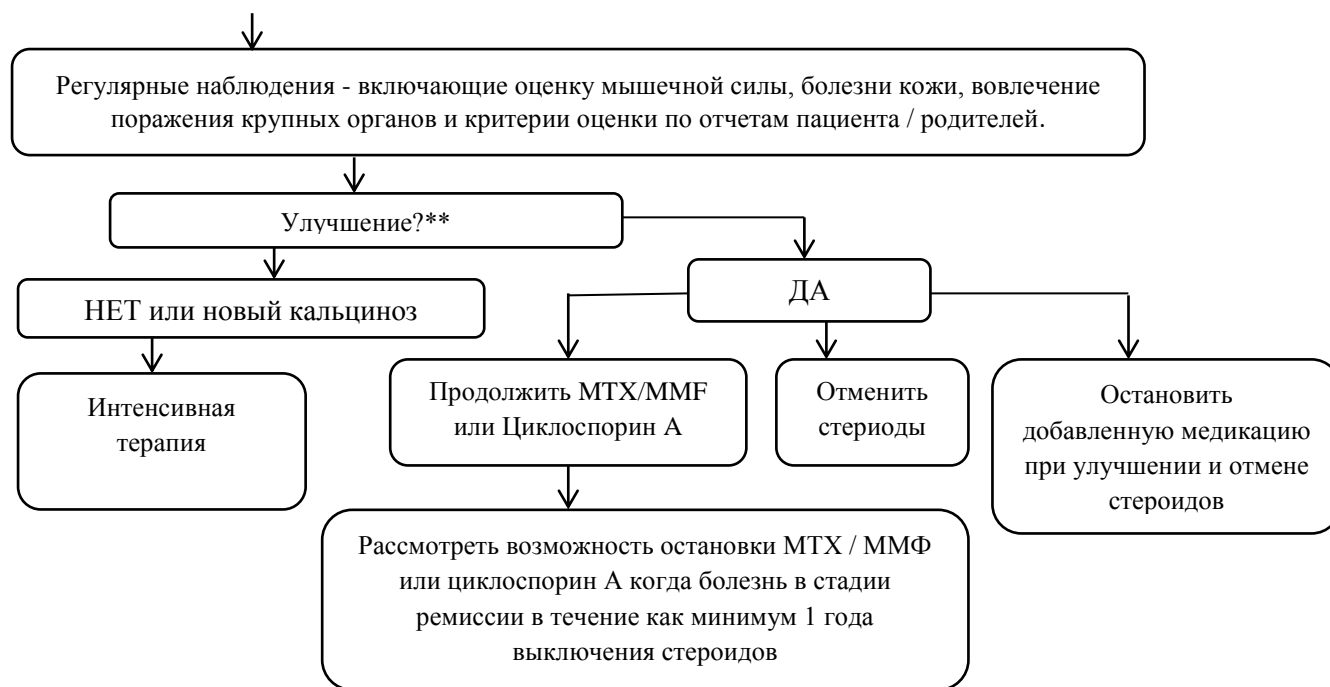 Регулярные наблюдения - включающие оценку мышечной силы, болезни кожи, вовлечение
поражения крупных органов и критерии оценки по отчетам пациента / родителей.
Улучшение?**
НЕТ или новый кальциноз
ДА
Интенсивная
терапия
Продолжить MTX/MMF
или Циклоспорин А
Отменить
стериоды
Остановить
добавленную медикацию
при улучшении и отмене
стероидов
Рассмотреть возможность остановки МТХ / ММФ
или циклоспорин А когда болезнь в стадии
ремиссии в течение как минимум 1 года
выключения стероидов